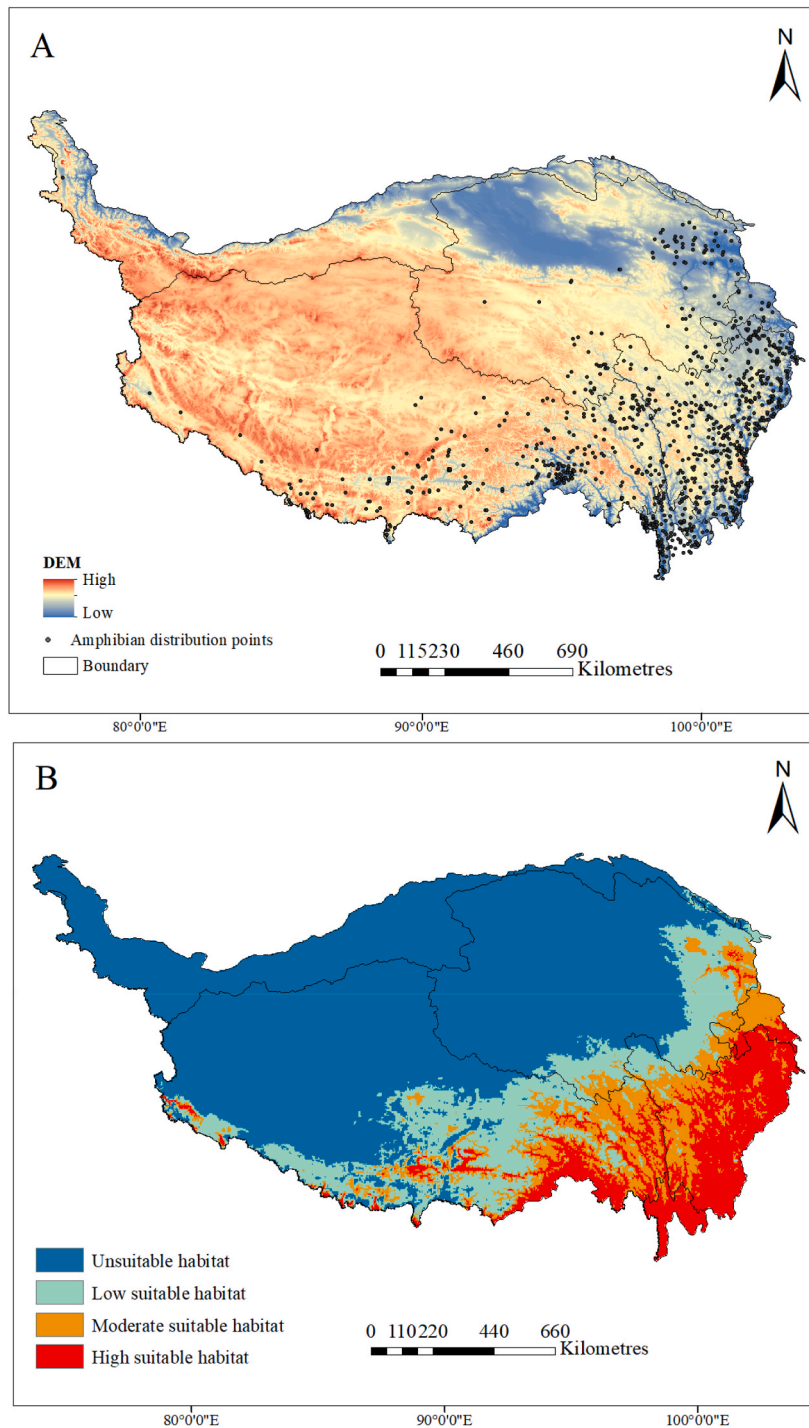 A
N
DEM
High
Low
Amphibian distribution points
Boundary
0 115230 460 690
Kilometres
80°0'0"E 90°0'0"E 100°0'0"E
B
N
Unsuitable habitat
Low suitable habitat
Moderate suitable habitat
High suitable habitat
0 110220 440 660
Kilometres
80°0'0"E 90°0'0"E 100°0'0"E